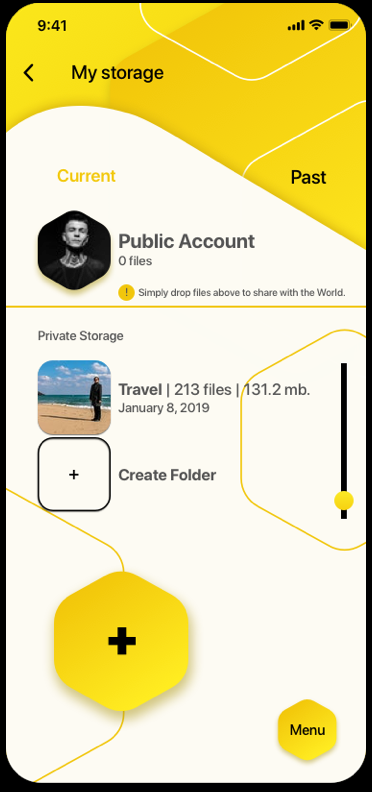 9:41
My storage
Current
Past
Public Account
0 files
! Simply drop files above to share with the World.
Private Storage
Travel | 213 files | 131.2 mb.
January 8, 2019
+ Create Folder
+
Menu